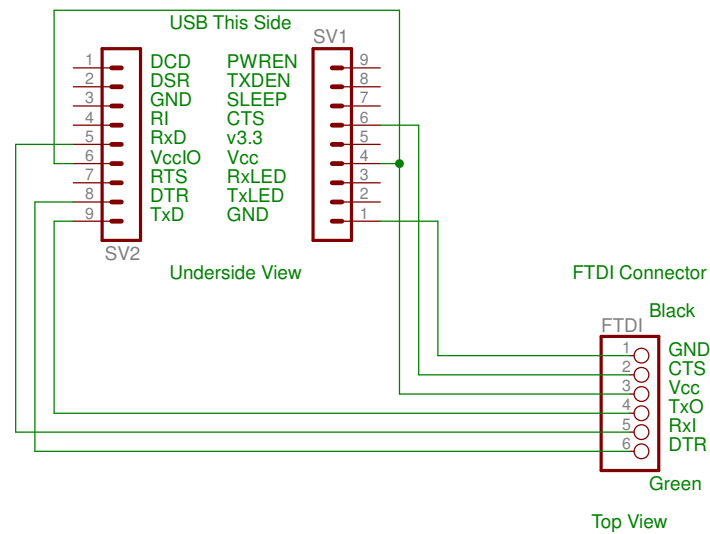 USB This Side
SV1
1 DCD PWREN 9
2 DSR TXDEN 8
3 GND SLEEP 7
4 RI CTS 6
5 RxD v3.3 5
6 VccIO Vcc 4
7 RTS RxLED 3
8 DTR TxLED 2
9 TxD GND 1
SV2
Underside View
FTDI Connector
Black
FTDI
1 GND
2 CTS
3 Vcc
4 TxO
5 RxI
6 DTR
Green
Top View